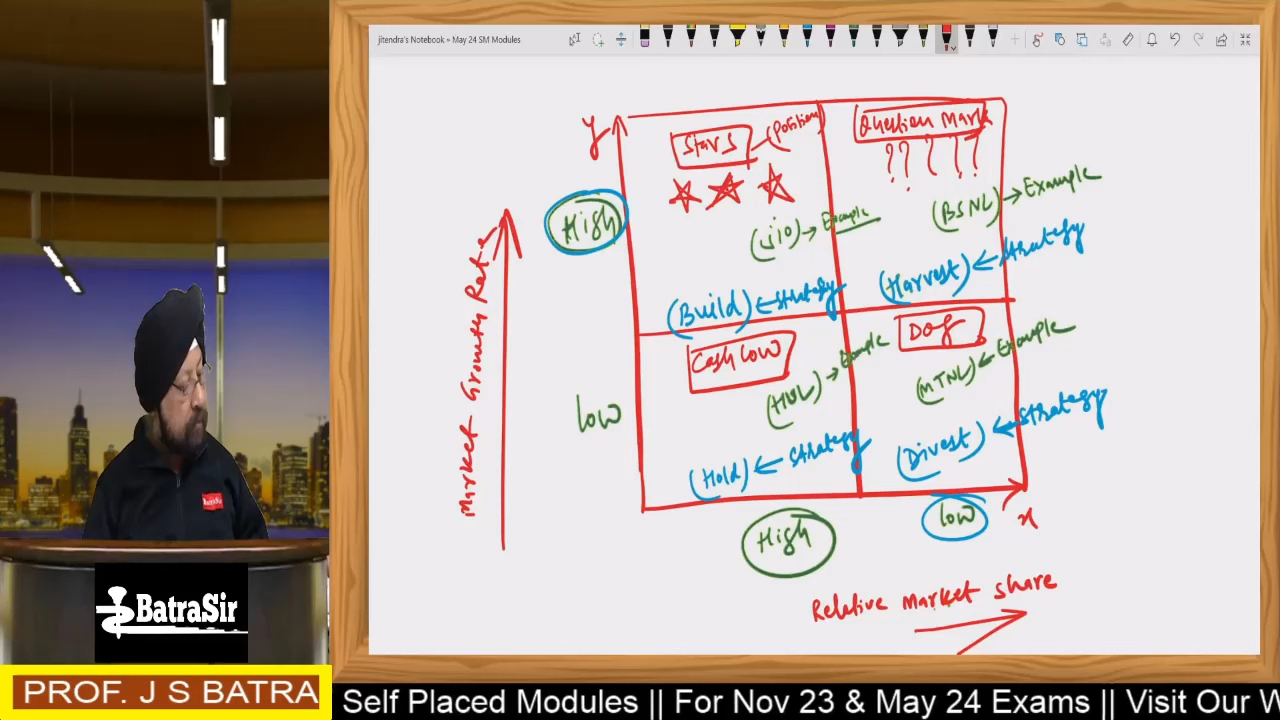 jitendra's Notebook » May 24 SM Modules
y
Stars (Position)
Question Mark
? ? ? ? ?
High
(Jio) → Example
(BSNL) → Example
(Build) ← strategy
(Harvest) ← strategy
Market Growth Rate
Cash Cow
Dog
low
(HUL) → Example
(MTNL) ← Example
(Hold) ← strategy
(Divest) ← strategy
High
low
x
Relative market share
BatraSir
BatraSir
PROF. J S BATRA
Self Placed Modules || For Nov 23 & May 24 Exams || Visit Our W